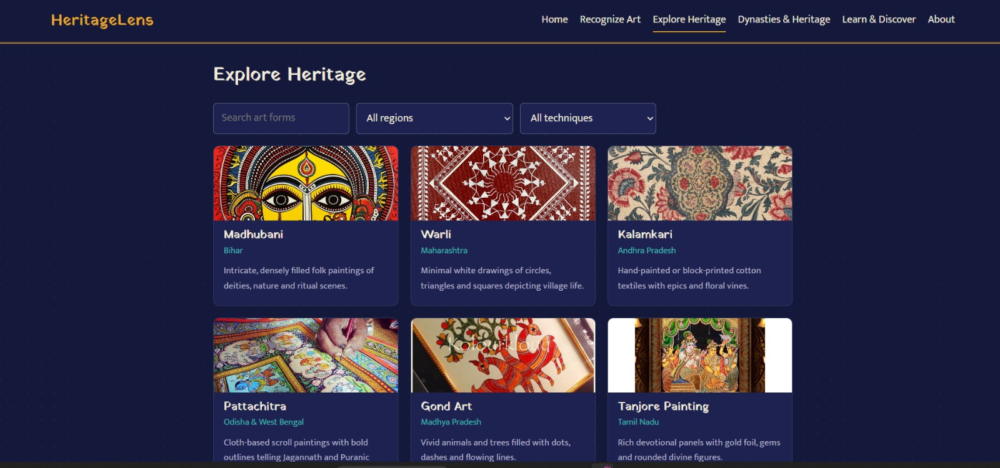 HeritageLens
Home Recognize Art Explore Heritage Dynasties & Heritage Learn & Discover About
Explore Heritage
Search art forms
All regions
All techniques
Madhubani
Bihar
Intricate, densely filled folk paintings of
deities, nature and ritual scenes.
Warli
Maharashtra
Minimal white drawings of circles,
triangles and squares depicting village life.
Kalamkari
Andhra Pradesh
Hand-painted or block-printed cotton
textiles with epics and floral vines.
Pattachitra
Odisha & West Bengal
Cloth-based scroll paintings with bold
outlines telling Jagannath and Puranic
Kolourkloud
Gond Art
Madhya Pradesh
Vivid animals and trees filled with dots,
dashes and flowing lines.
Tanjore Painting
Tamil Nadu
Rich devotional panels with gold foil, gems
and rounded divine figures.